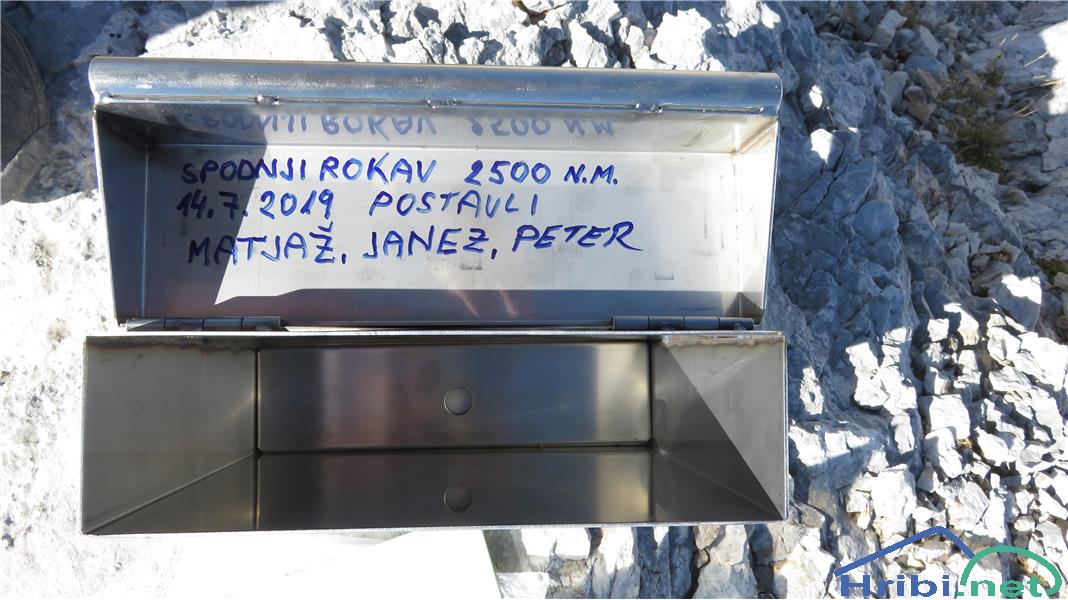 SPODNJI ROKAV 2500 N.M.
14.7.2019 POSTAVLI
MATJAŽ, JANEZ, PETER
Hribi.net